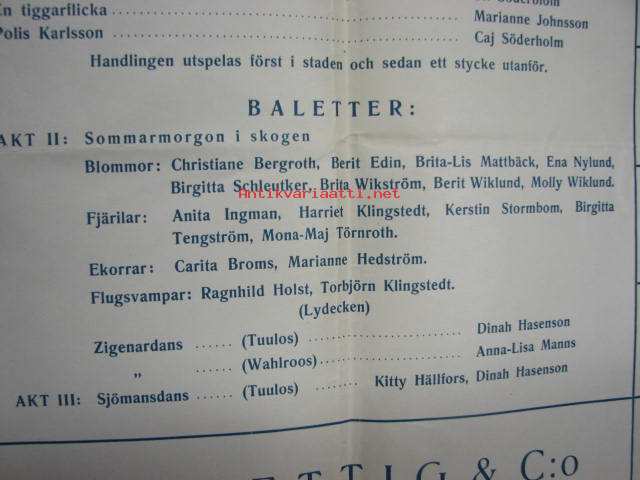 En tiggarflicka ........ Marianne Johnsson
Polis Karlsson ........ Caj Söderholm
Handlingen utspelas först i staden och sedan ett stycke utanför.
BALETTER:
AKT II: Sommarmorgon i skogen
Blommor: Christiane Bergroth, Berit Edin, Brita-Lis Mattbäck, Ena Nylund,
Birgitta Schleutker, Brita Wikström, Berit Wiklund, Molly Wiklund.
Antikvariaatti.net
Fjärilar: Anita Ingman, Harriet Klingstedt, Kerstin Stormbom, Birgitta
Tengström, Mona-Maj Törnroth.
Ekorrar: Carita Broms, Marianne Hedström.
Flugsvampar: Ragnhild Holst, Torbjörn Klingstedt.
(Lydecken)
Zigenardans ...... (Tuulos) ........ Dinah Hasenson
„ ...... (Wahlroos) ........ Anna-Lisa Manns
AKT III: Sjömansdans ...... (Tuulos) ........ Kitty Hällfors, Dinah Hasenson
& C:o